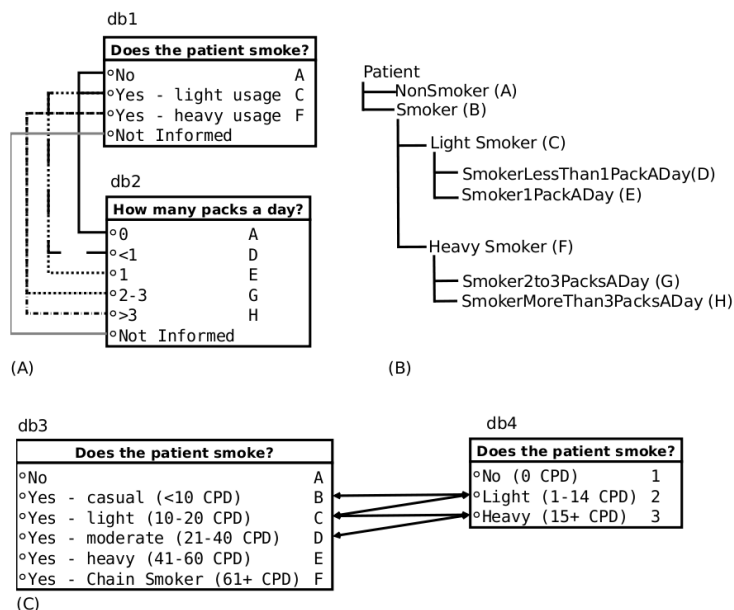 db1
Does the patient smoke?
No A
Yes - light usage C
Yes - heavy usage F
Not Informed
db2
How many packs a day?
0 A
<1 D
1 E
2-3 G
>3 H
Not Informed
(A)
Patient
NonSmoker (A)
Smoker (B)
Light Smoker (C)
SmokerLessThan1PackADay(D)
Smoker1PackADay (E)
Heavy Smoker (F)
Smoker2to3PacksADay (G)
SmokerMoreThan3PacksADay (H)
(B)
db3
Does the patient smoke?
No A
Yes - casual (<10 CPD) B
Yes - light (10-20 CPD) C
Yes - moderate (21-40 CPD) D
Yes - heavy (41-60 CPD) E
Yes - Chain Smoker (61+ CPD) F
db4
Does the patient smoke?
No (0 CPD) 1
Light (1-14 CPD) 2
Heavy (15+ CPD) 3
(C)